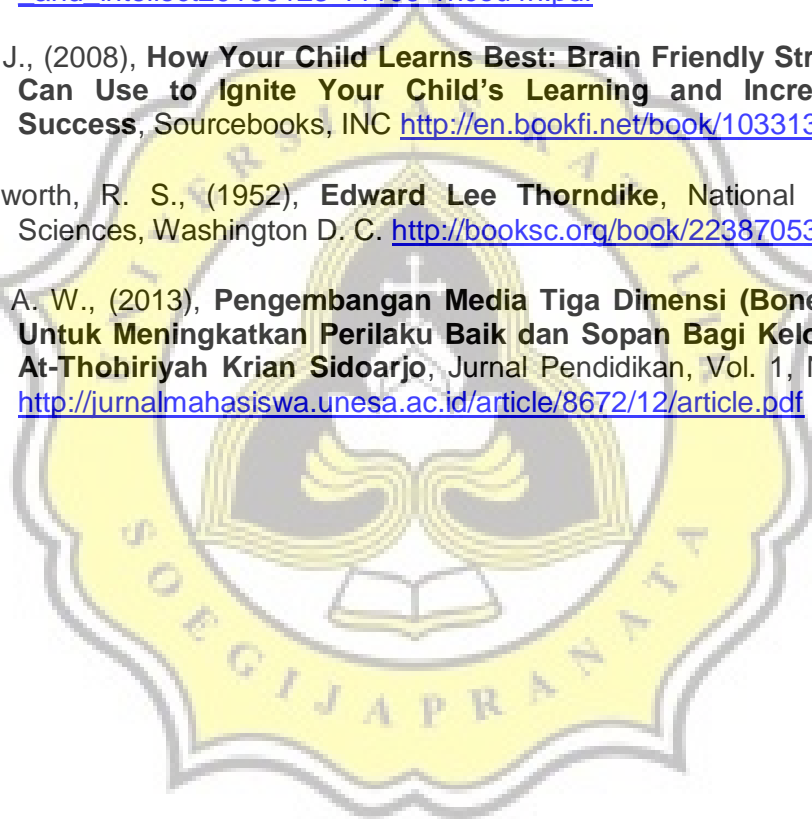 J., (2008), How Your Child Learns Best: Brain Friendly Str
Can Use to Ignite Your Child’s Learning and Incre
Success, Sourcebooks, INC http://en.bookfi.net/book/103313
worth, R. S., (1952), Edward Lee Thorndike, National
Sciences, Washington D. C. http://booksc.org/book/22387053
A. W., (2013), Pengembangan Media Tiga Dimensi (Bone
Untuk Meningkatkan Perilaku Baik dan Sopan Bagi Kelo
At-Thohiriyah Krian Sidoarjo, Jurnal Pendidikan, Vol. 1, N
http://jurnalmahasiswa.unesa.ac.id/article/8672/12/article.pdf
UNIVERSITAS KATOLIK
SOEGIJAPRANATA